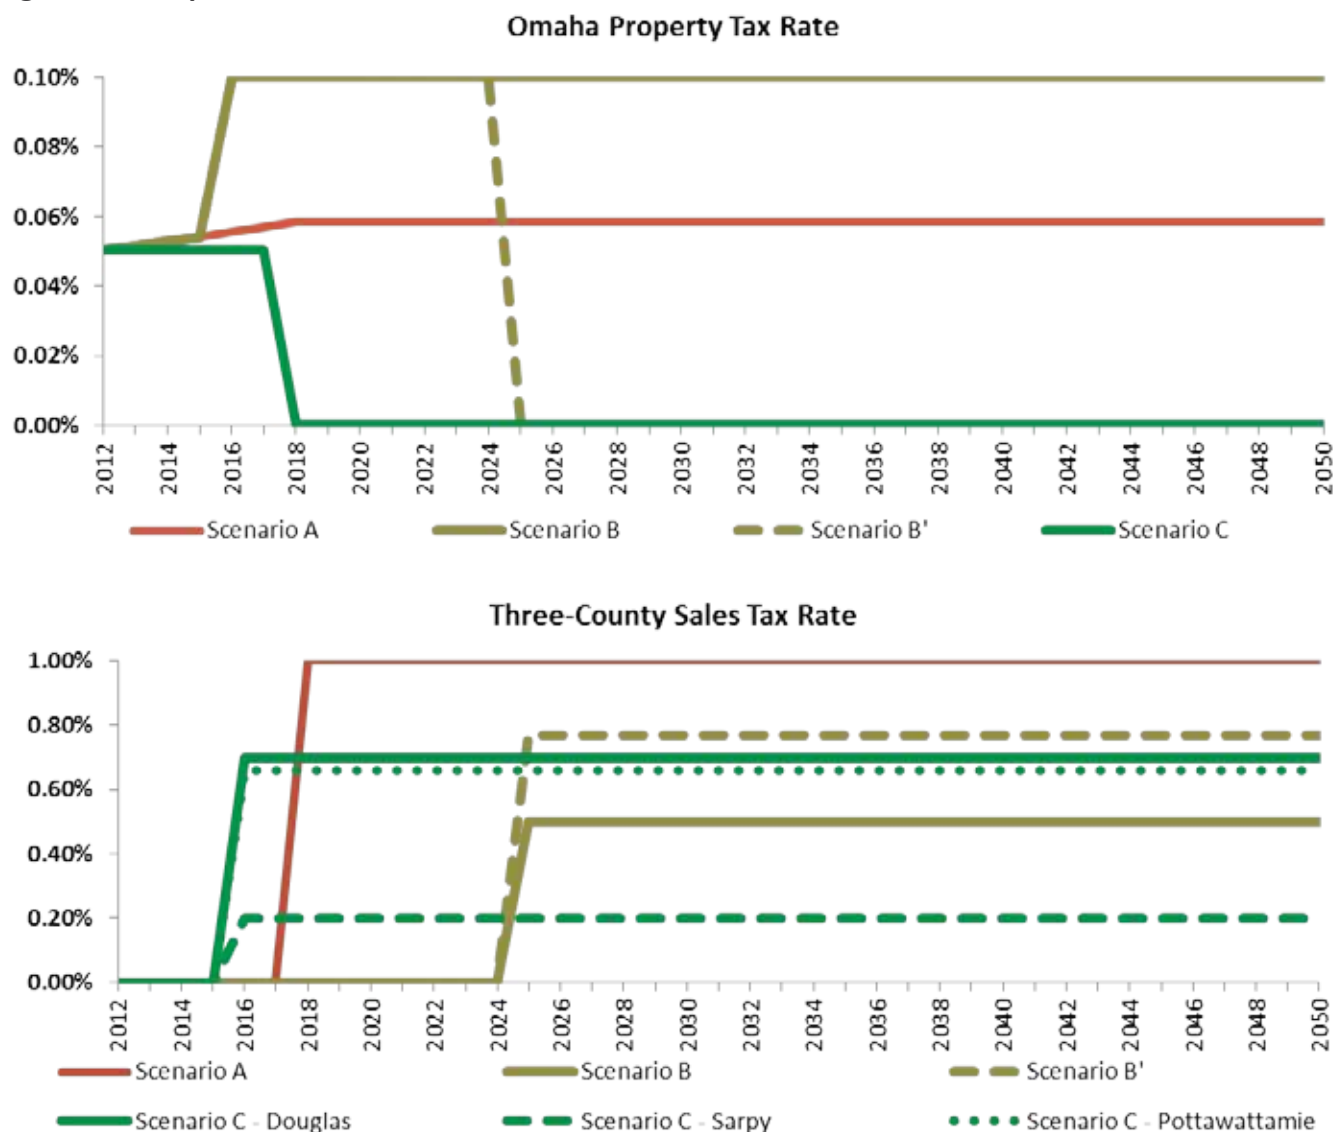 Omaha Property Tax Rate
0.10%
0.08%
0.06%
0.04%
0.02%
0.00%
2012 2014 2016 2018 2020 2022 2024 2026 2028 2030 2032 2034 2036 2038 2040 2042 2044 2046 2048 2050
Scenario A Scenario B Scenario B' Scenario C
Three-County Sales Tax Rate
1.00%
0.80%
0.60%
0.40%
0.20%
0.00%
2012 2014 2016 2018 2020 2022 2024 2026 2028 2030 2032 2034 2036 2038 2040 2042 2044 2046 2048 2050
Scenario A Scenario B Scenario B'
Scenario C - Douglas Scenario C - Sarpy Scenario C - Pottawattamie